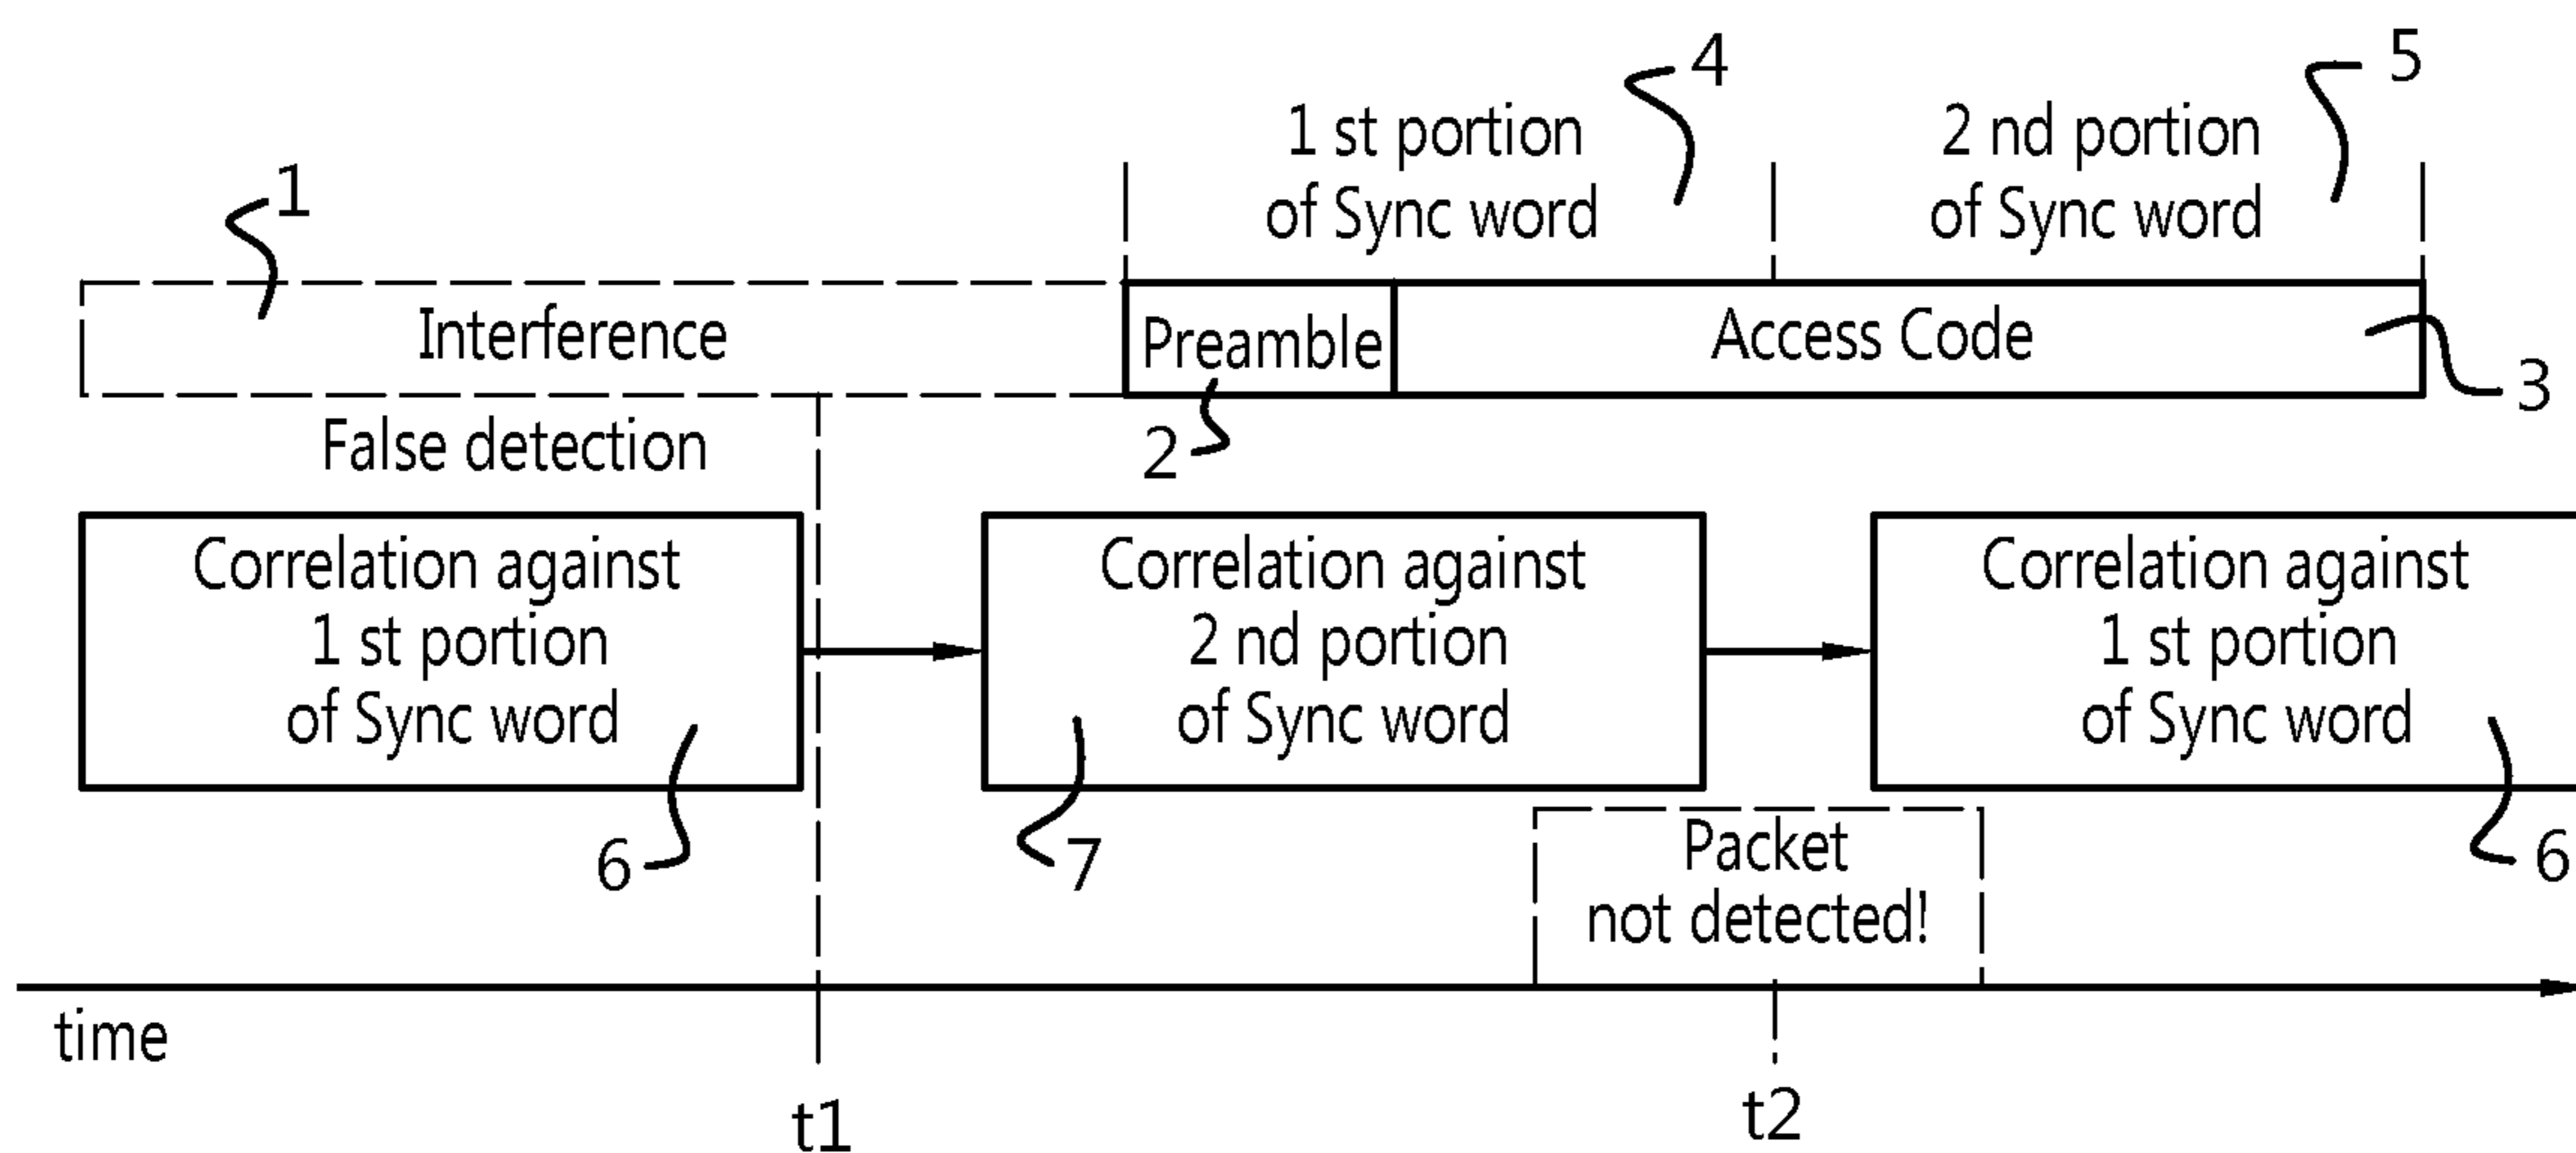 4
5
1 st portion
of Sync word
2 nd portion
of Sync word
1
Interference
Preamble
Access Code
3
False detection
2
Correlation against
1 st portion
of Sync word
Correlation against
2 nd portion
of Sync word
Correlation against
1 st portion
of Sync word
6
7
6
Packet
not detected!
time
t1
t2